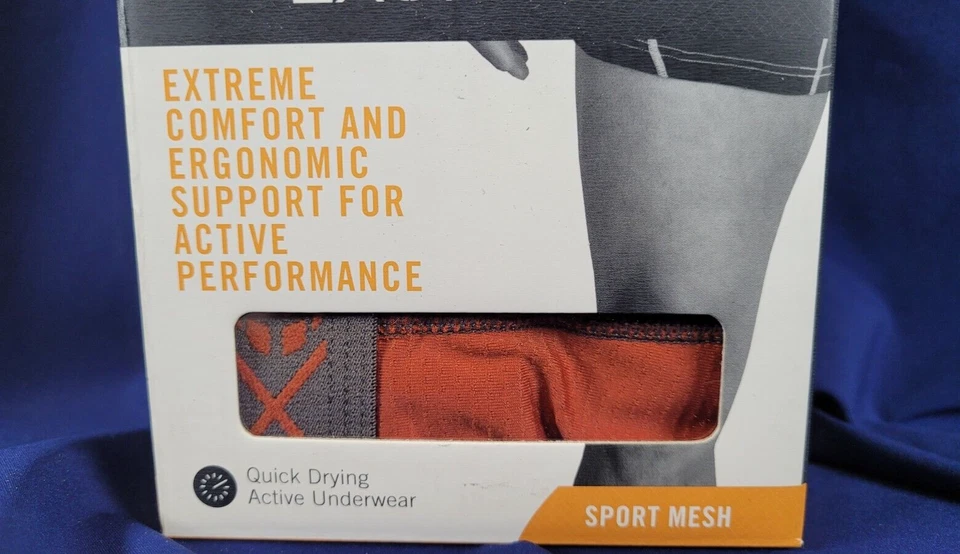 EXTREME
COMFORT AND
ERGONOMIC
SUPPORT FOR
ACTIVE
PERFORMANCE
Quick Drying
Active Underwear
SPORT MESH